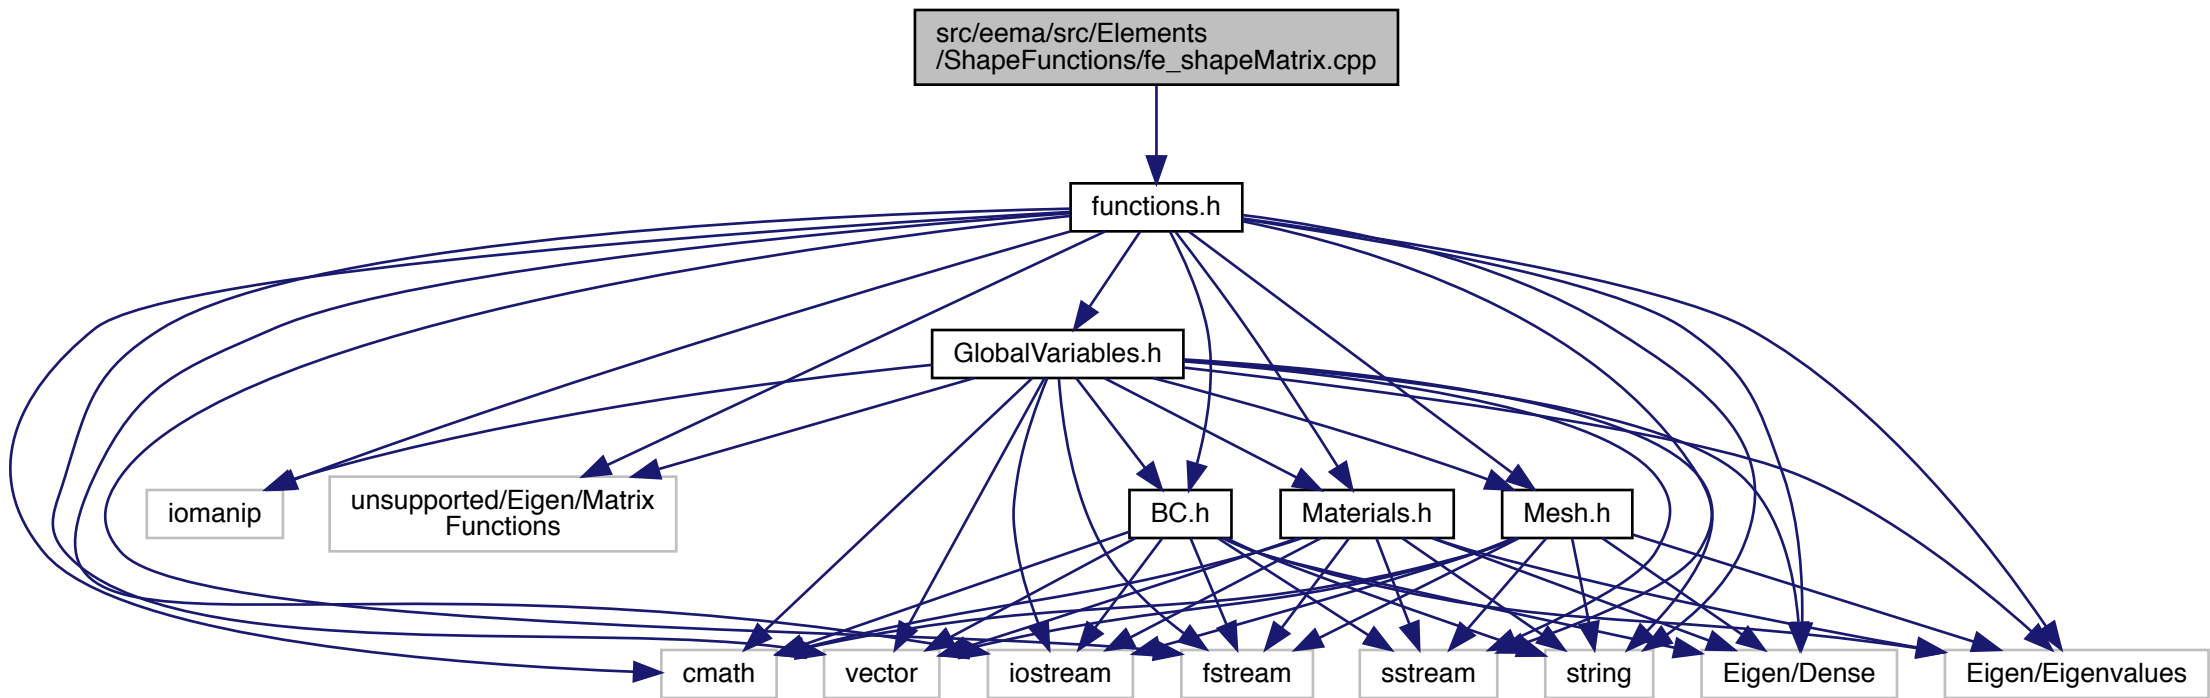 src/eema/src/Elements
/ShapeFunctions/fe_shapeMatrix.cpp
functions.h
GlobalVariables.h
iomanip
unsupported/Eigen/Matrix
Functions
BC.h
Materials.h
Mesh.h
cmath
vector
iostream
fstream
sstream
string
Eigen/Dense
Eigen/Eigenvalues